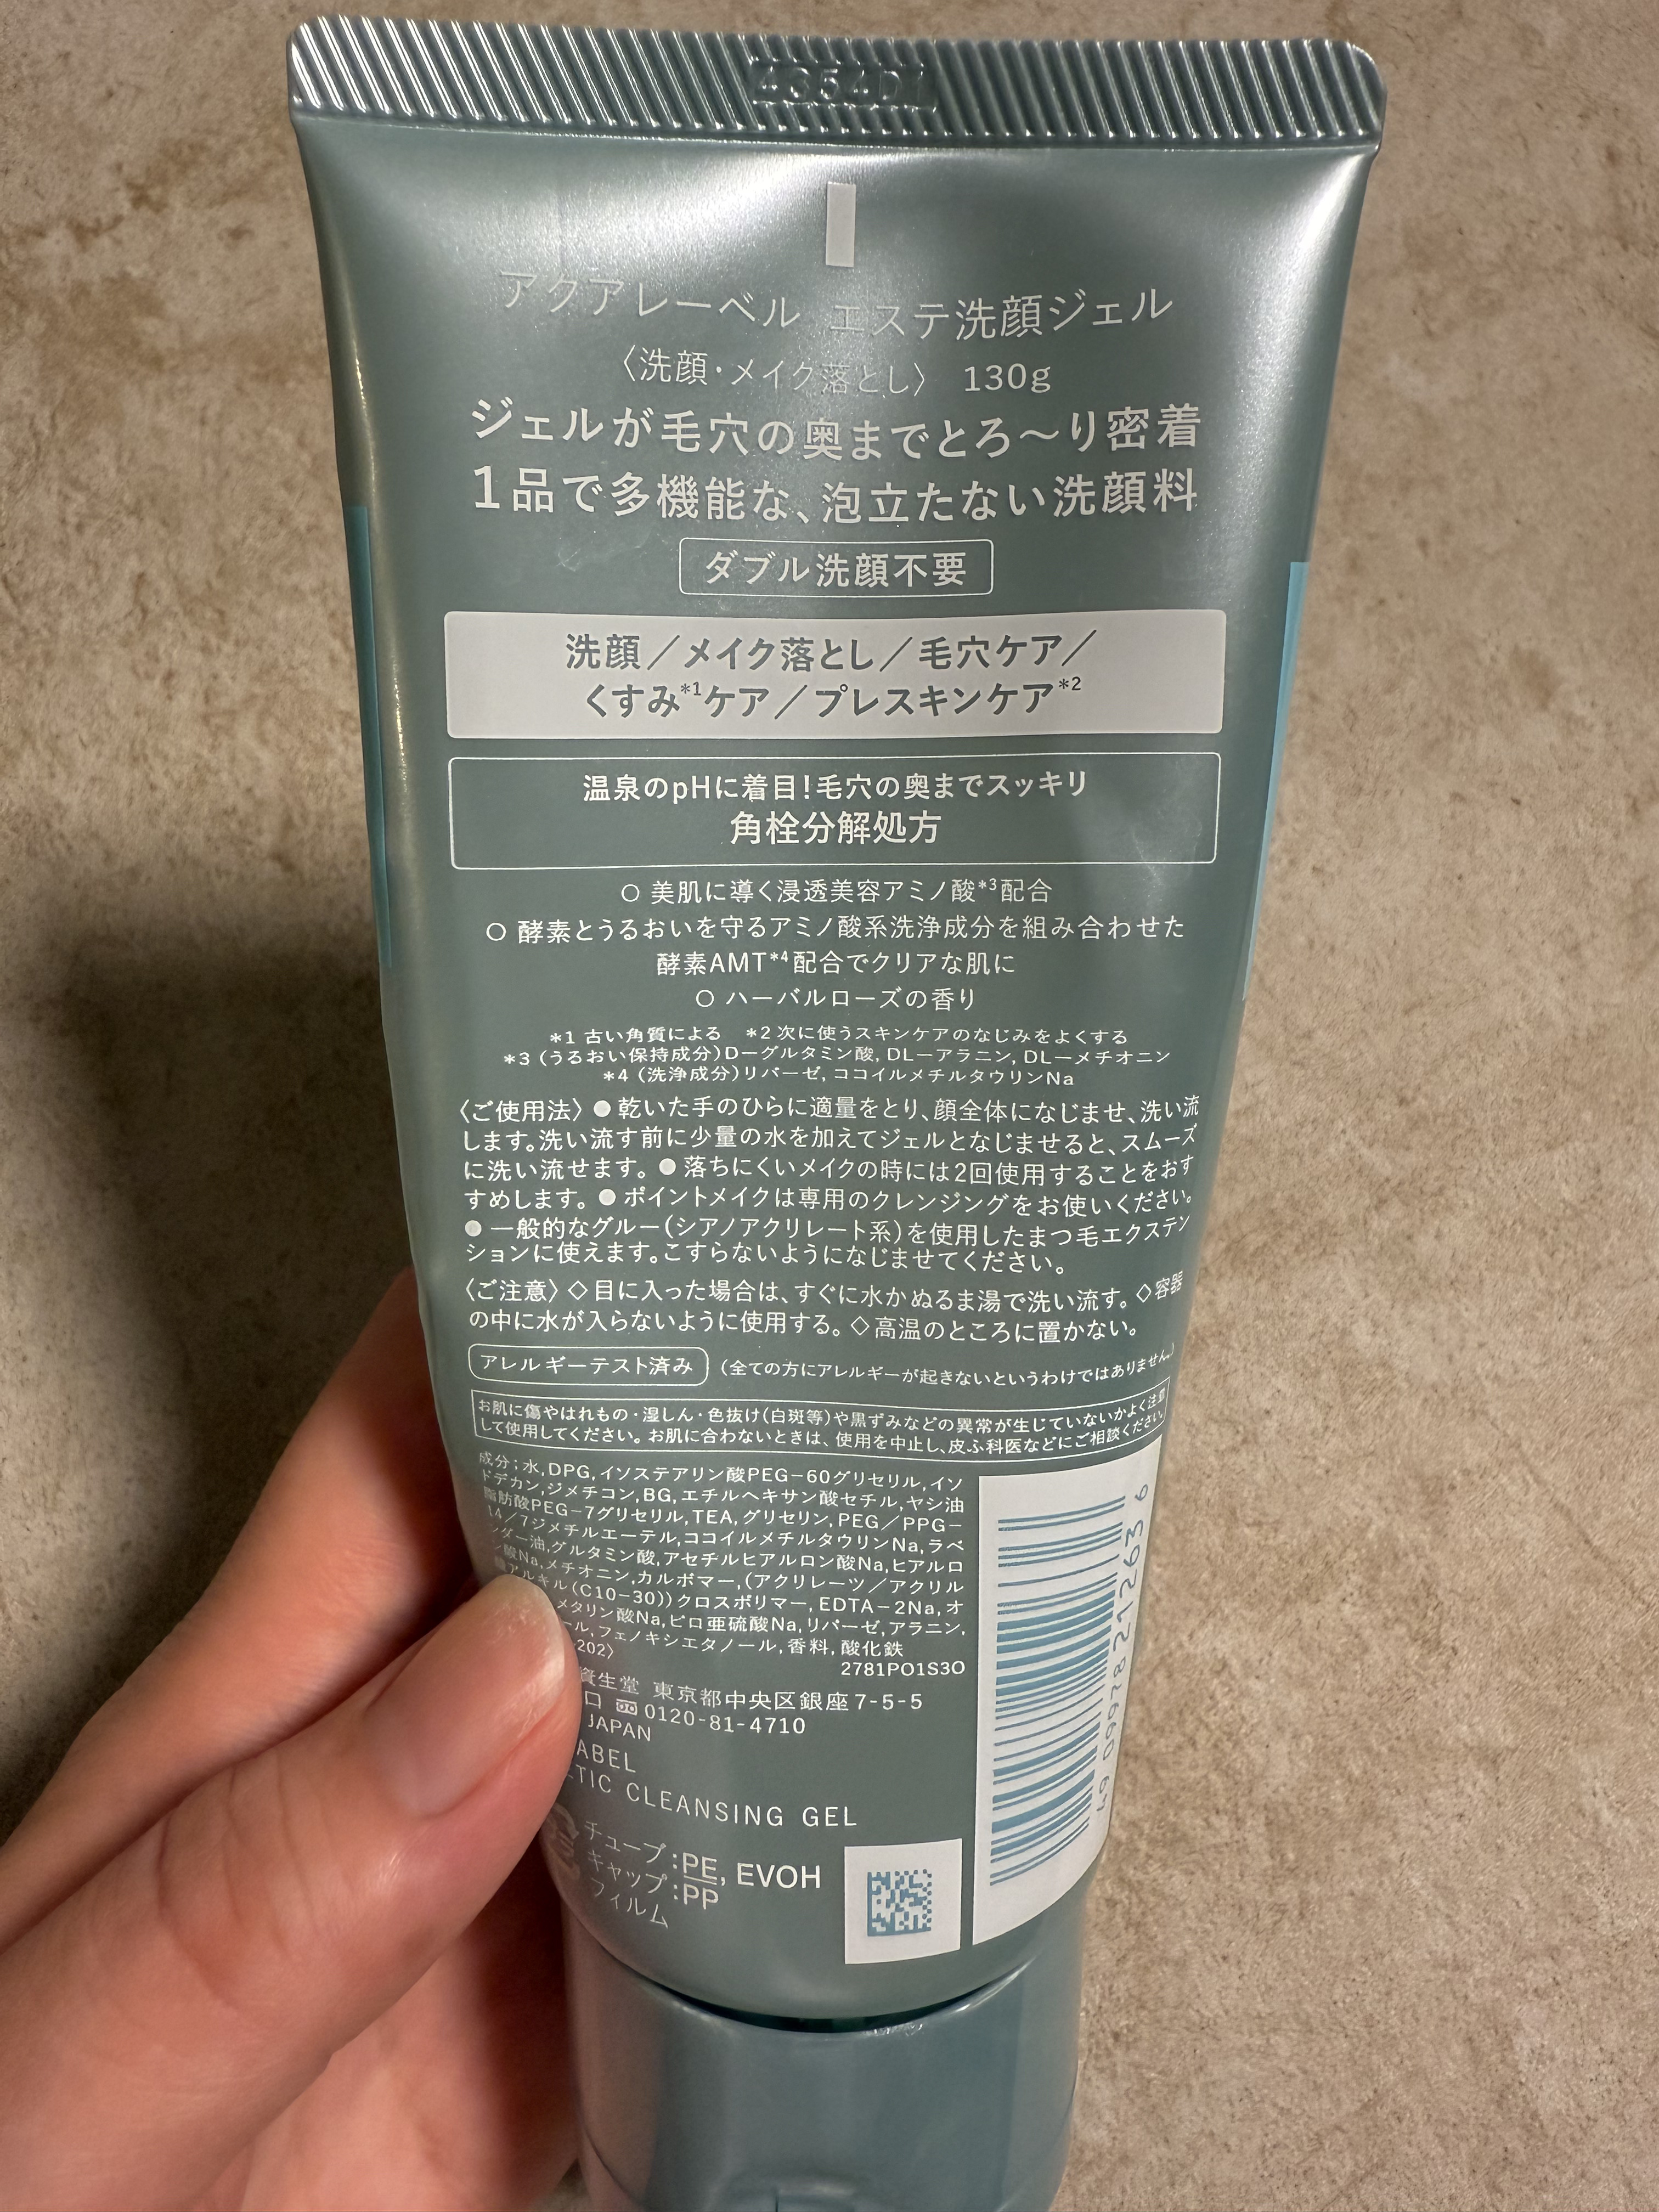 4354D1
アクアレーベル エステ洗顔ジェル
〈洗顔・メイク落とし〉 130g
ジェルが毛穴の奥までとろ〜り密着
1品で多機能な、泡立たない洗顔料
ダブル洗顔不要
洗顔／メイク落とし／毛穴ケア／
くすみ*1ケア／プレスキンケア*2
温泉のpHに着目!毛穴の奥までスッキリ
角栓分解処方
○ 美肌に導く浸透美容アミノ酸*3配合
○ 酵素とうるおいを守るアミノ酸系洗浄成分を組み合わせた
酵素AMT*4配合でクリアな肌に
○ ハーバルローズの香り
*1 古い角質による *2 次に使うスキンケアのなじみをよくする
*3 (うるおい保持成分)D-グルタミン酸, DL-アラニン, DL-メチオニン
*4 (洗浄成分)リパーゼ, ココイルメチルタウリンNa
〈ご使用法〉●乾いた手のひらに適量をとり、顔全体になじませ、洗い流
します。洗い流す前に少量の水を加えてジェルとなじませると、スムーズ
に洗い流せます。●落ちにくいメイクの時には2回使用することをおす
すめします。●ポイントメイクは専用のクレンジングをお使いください。
●一般的なグルー(シアノアクリレート系)を使用したまつ毛エクステン
ションに使えます。こすらないようになじませてください。
〈ご注意〉◇目に入った場合は、すぐに水かぬるま湯で洗い流す。◇容器
の中に水が入らないように使用する。◇高温のところに置かない。
アレルギーテスト済み (全ての方にアレルギーが起きないというわけではありません。)
お肌に傷やはれもの・湿しん・色抜け(白斑等)や黒ずみなどの異常が生じていないかよく注意
して使用してください。お肌に合わないときは、使用を中止し、皮ふ科医などにご相談ください。
成分:水,DPG,イソステアリン酸PEG-60グリセリル,イソ
ドデカン,ジメチコン,BG,エチルヘキサン酸セチル,ヤシ油
脂肪酸PEG-7グリセリル,TEA,グリセリン,PEG／PPG-
14／7ジメチルエーテル,ココイルメチルタウリンNa,ラベ
ンダー油,グルタミン酸,アセチルヒアルロン酸Na,ヒアルロ
ン酸Na,メチオニン,カルボマー,(アクリレーツ／アクリル
酸アルキル(C10-30))クロスポリマー,EDTA-2Na,オ
メタリン酸Na,ピロ亜硫酸Na,リパーゼ,アラニン,
ール,フェノキシエタノール,香料,酸化鉄
202〉
2781PO1S3O
資生堂 東京都中央区銀座7-5-5
口 0120-81-4710
JAPAN
ABEL
TIC CLEANSING GEL
チューブ:PE, EVOH
キャップ:PP
フィルム
4909978212636